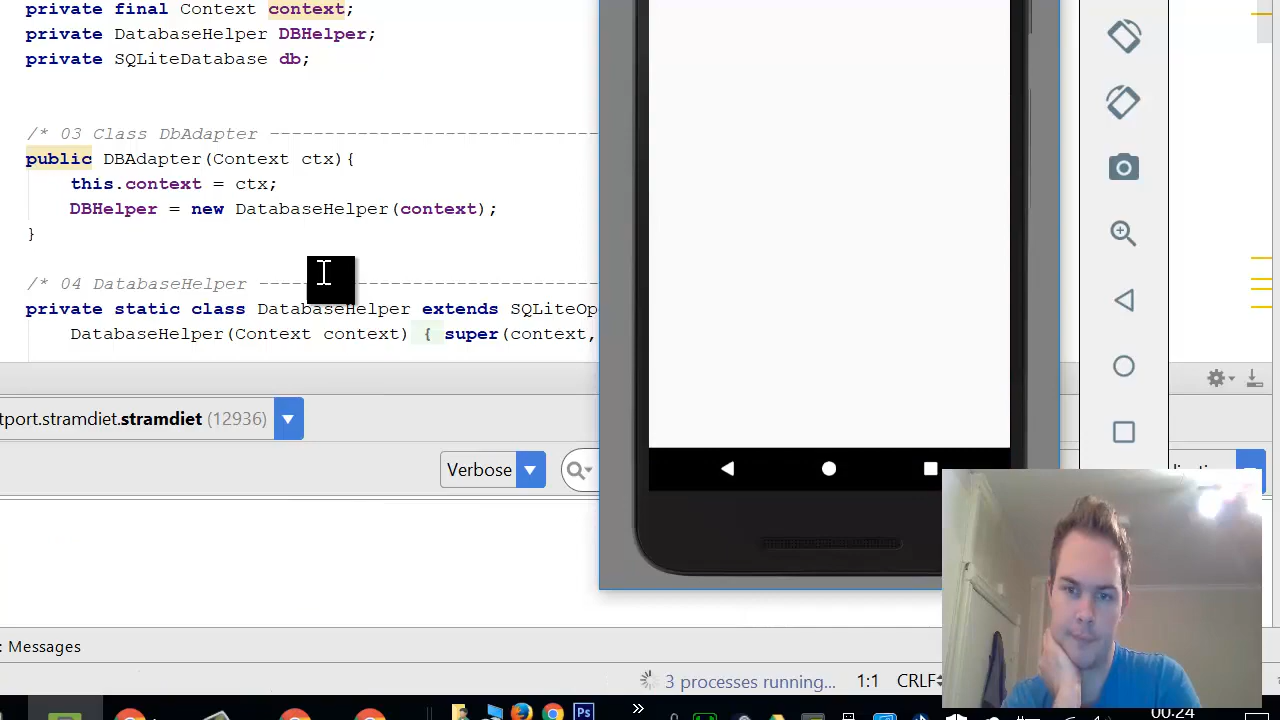 private final Context context;
private DatabaseHelper DBHelper;
private SQLiteDatabase db;
/* 03 Class DbAdapter ---------------------------------
public DBAdapter(Context ctx){
this.context = ctx;
DBHelper = new DatabaseHelper(context);
}
/* 04 DatabaseHelper ----------------------------------
private static class DatabaseHelper extends SQLiteOp
DatabaseHelper(Context context) { super(context,
tport.stramdiet.stramdiet (12936)
Verbose
: Messages
3 processes running... 1:1 CRLF
Ps
00:24